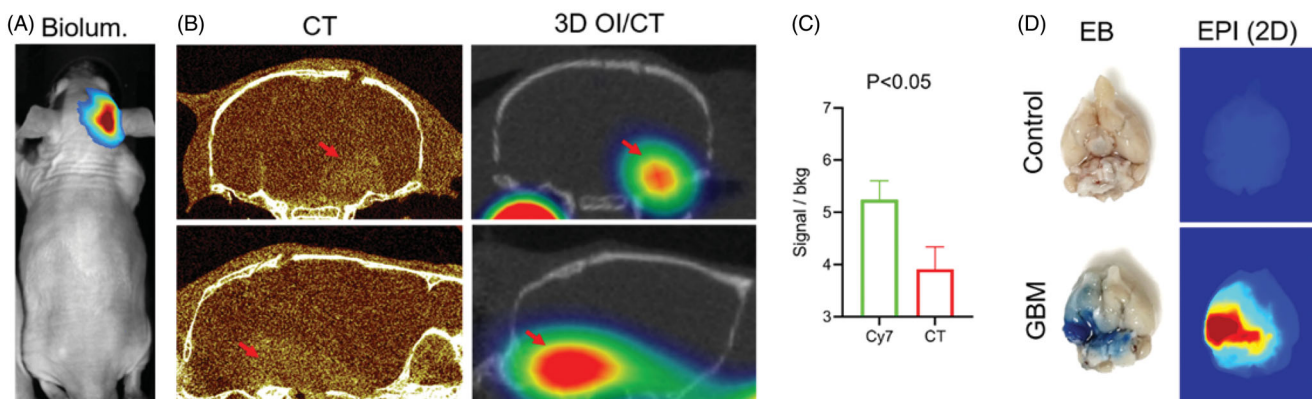 (A) Biolum.
(B) CT
3D OI/CT
(C)
P<0.05
Signal / bkg
7
6
5
4
3
Cy7
CT
(D) EB
EPI (2D)
Control
GBM